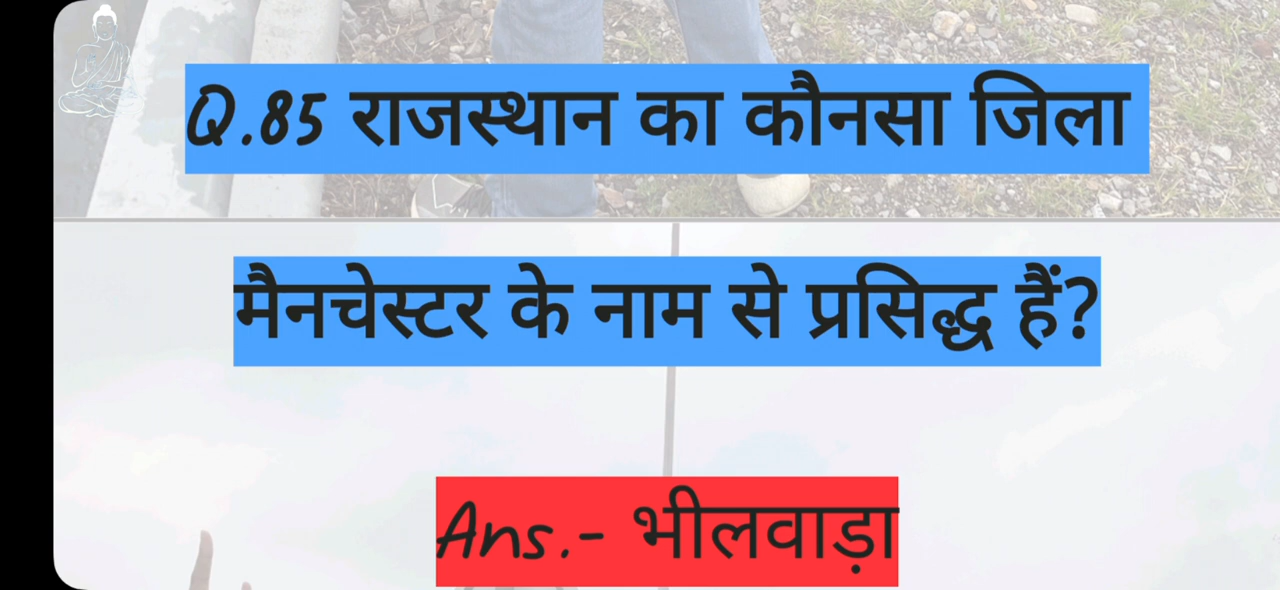 Q.85 राजस्थान का कौनसा जिला
मैनचेस्टर के नाम से प्रसिद्ध हैं?
Ans.- भीलवाड़ा